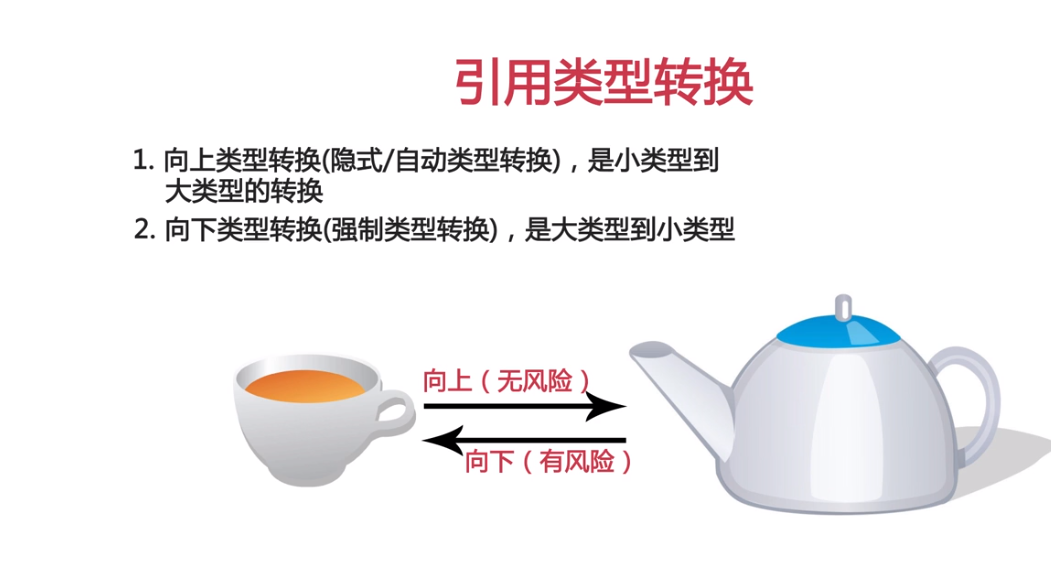 引用类型转换
1. 向上类型转换(隐式/自动类型转换)，是小类型到
大类型的转换
2. 向下类型转换(强制类型转换)，是大类型到小类型
向上（无风险）
向下（有风险）